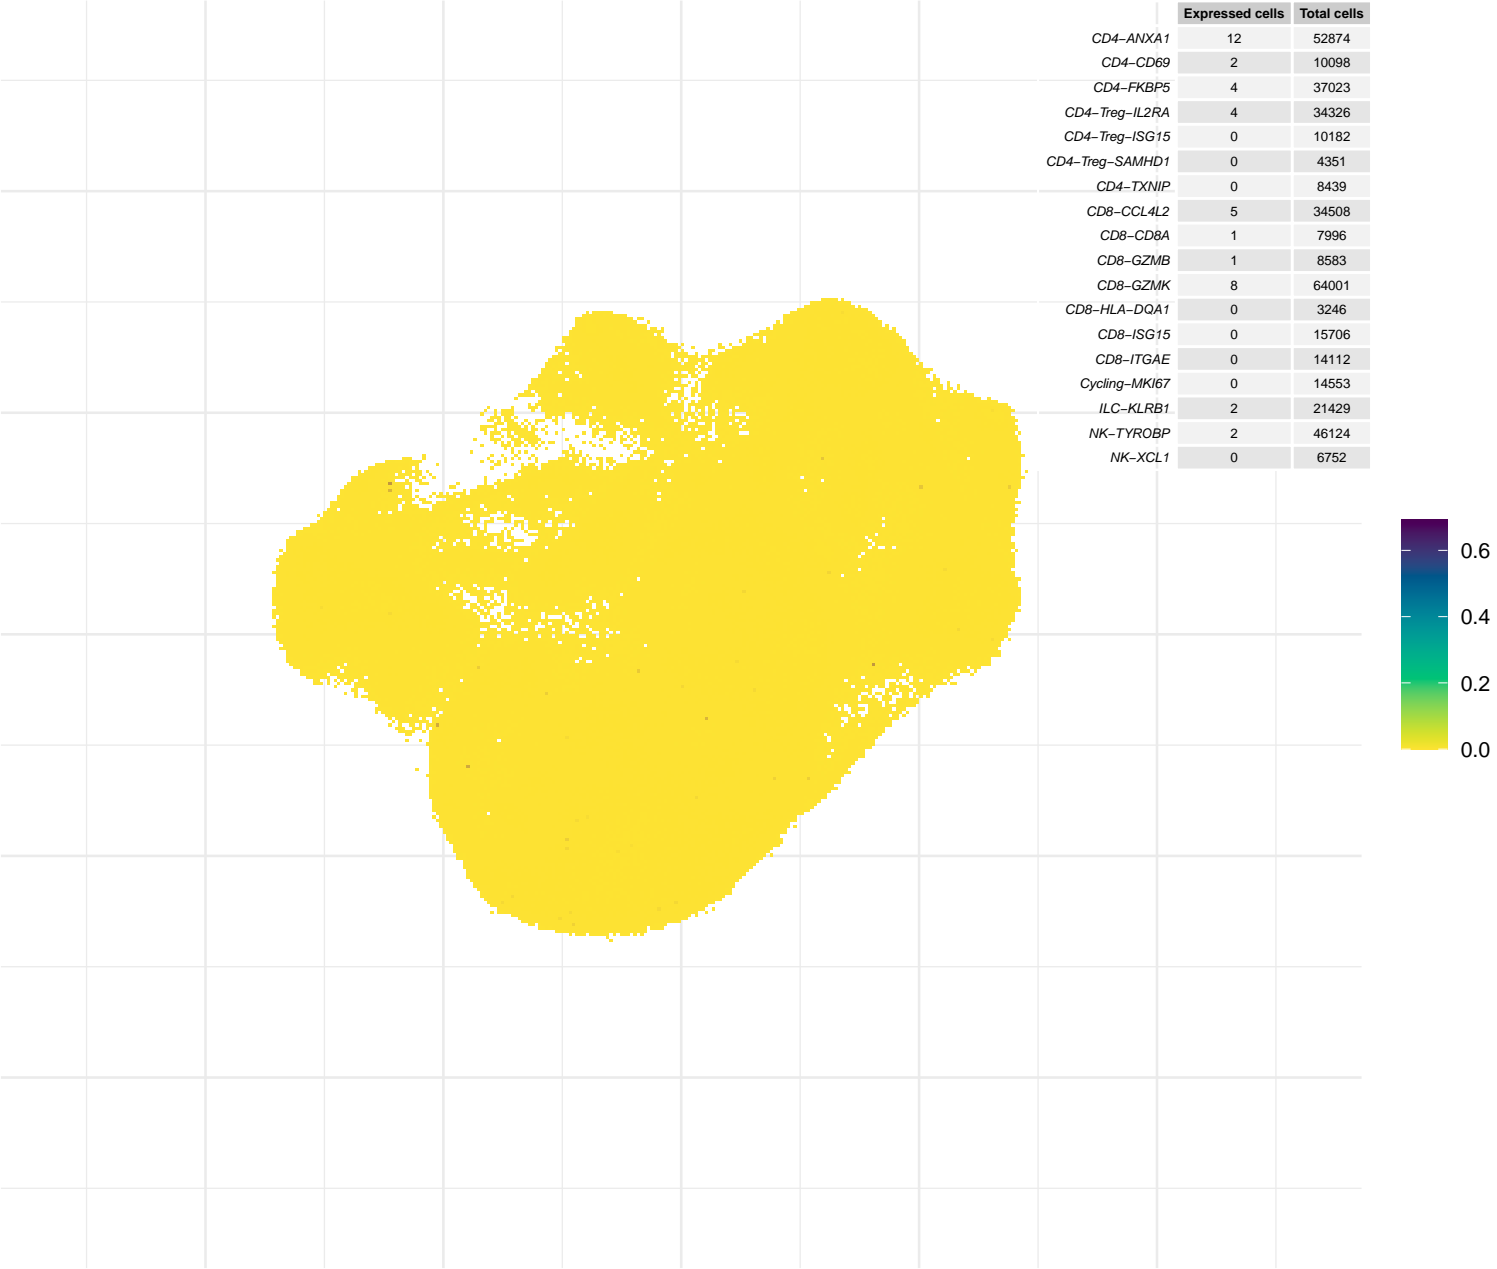 Expressed cells Total cells
CD4−ANXA1 12 52874
CD4−CD69 2 10098
CD4−FKBP5 4 37023
CD4−Treg−IL2RA 4 34326
CD4−Treg−ISG15 0 10182
CD4−Treg−SAMHD1 0 4351
CD4−TXNIP 0 8439
CD8−CCL4L2 5 34508
CD8−CD8A 1 7996
CD8−GZMB 1 8583
CD8−GZMK 8 64001
CD8−HLA−DQA1 0 3246
CD8−ISG15 0 15706
CD8−ITGAE 0 14112
Cycling−MKI67 0 14553
ILC−KLRB1 2 21429
NK−TYROBP 2 46124
NK−XCL1 0 6752
0.6
0.4
0.2
0.0